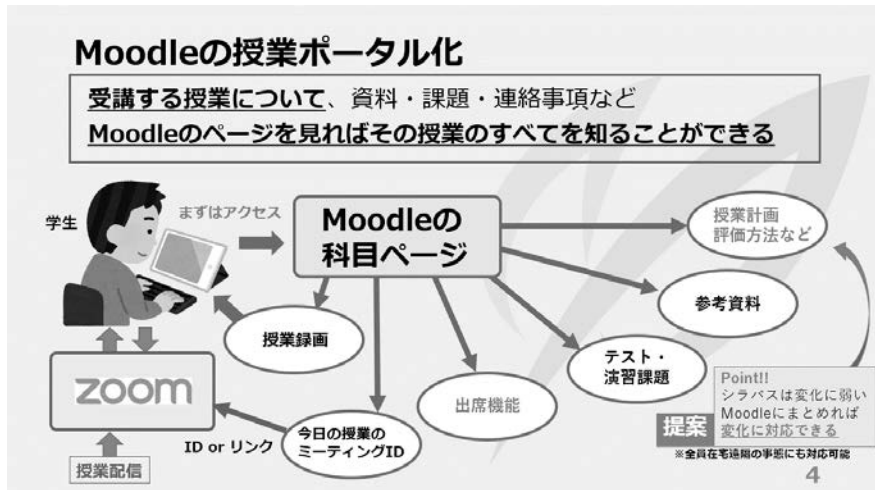 Moodleの授業ポータル化
受講する授業について、資料・課題・連絡事項など
Moodleのページを見ればその授業のすべてを知ることができる
学生
まずはアクセス
Moodleの
科目ページ
授業計画
評価方法など
参考資料
授業録画
テスト・
演習課題
出席機能
zoom
ID or リンク
今日の授業の
ミーティングID
授業配信
提案
Point!!
シラバスは変化に弱い
Moodleにまとめれば
変化に対応できる
※全員在宅遠隔の事態にも対応可能
4